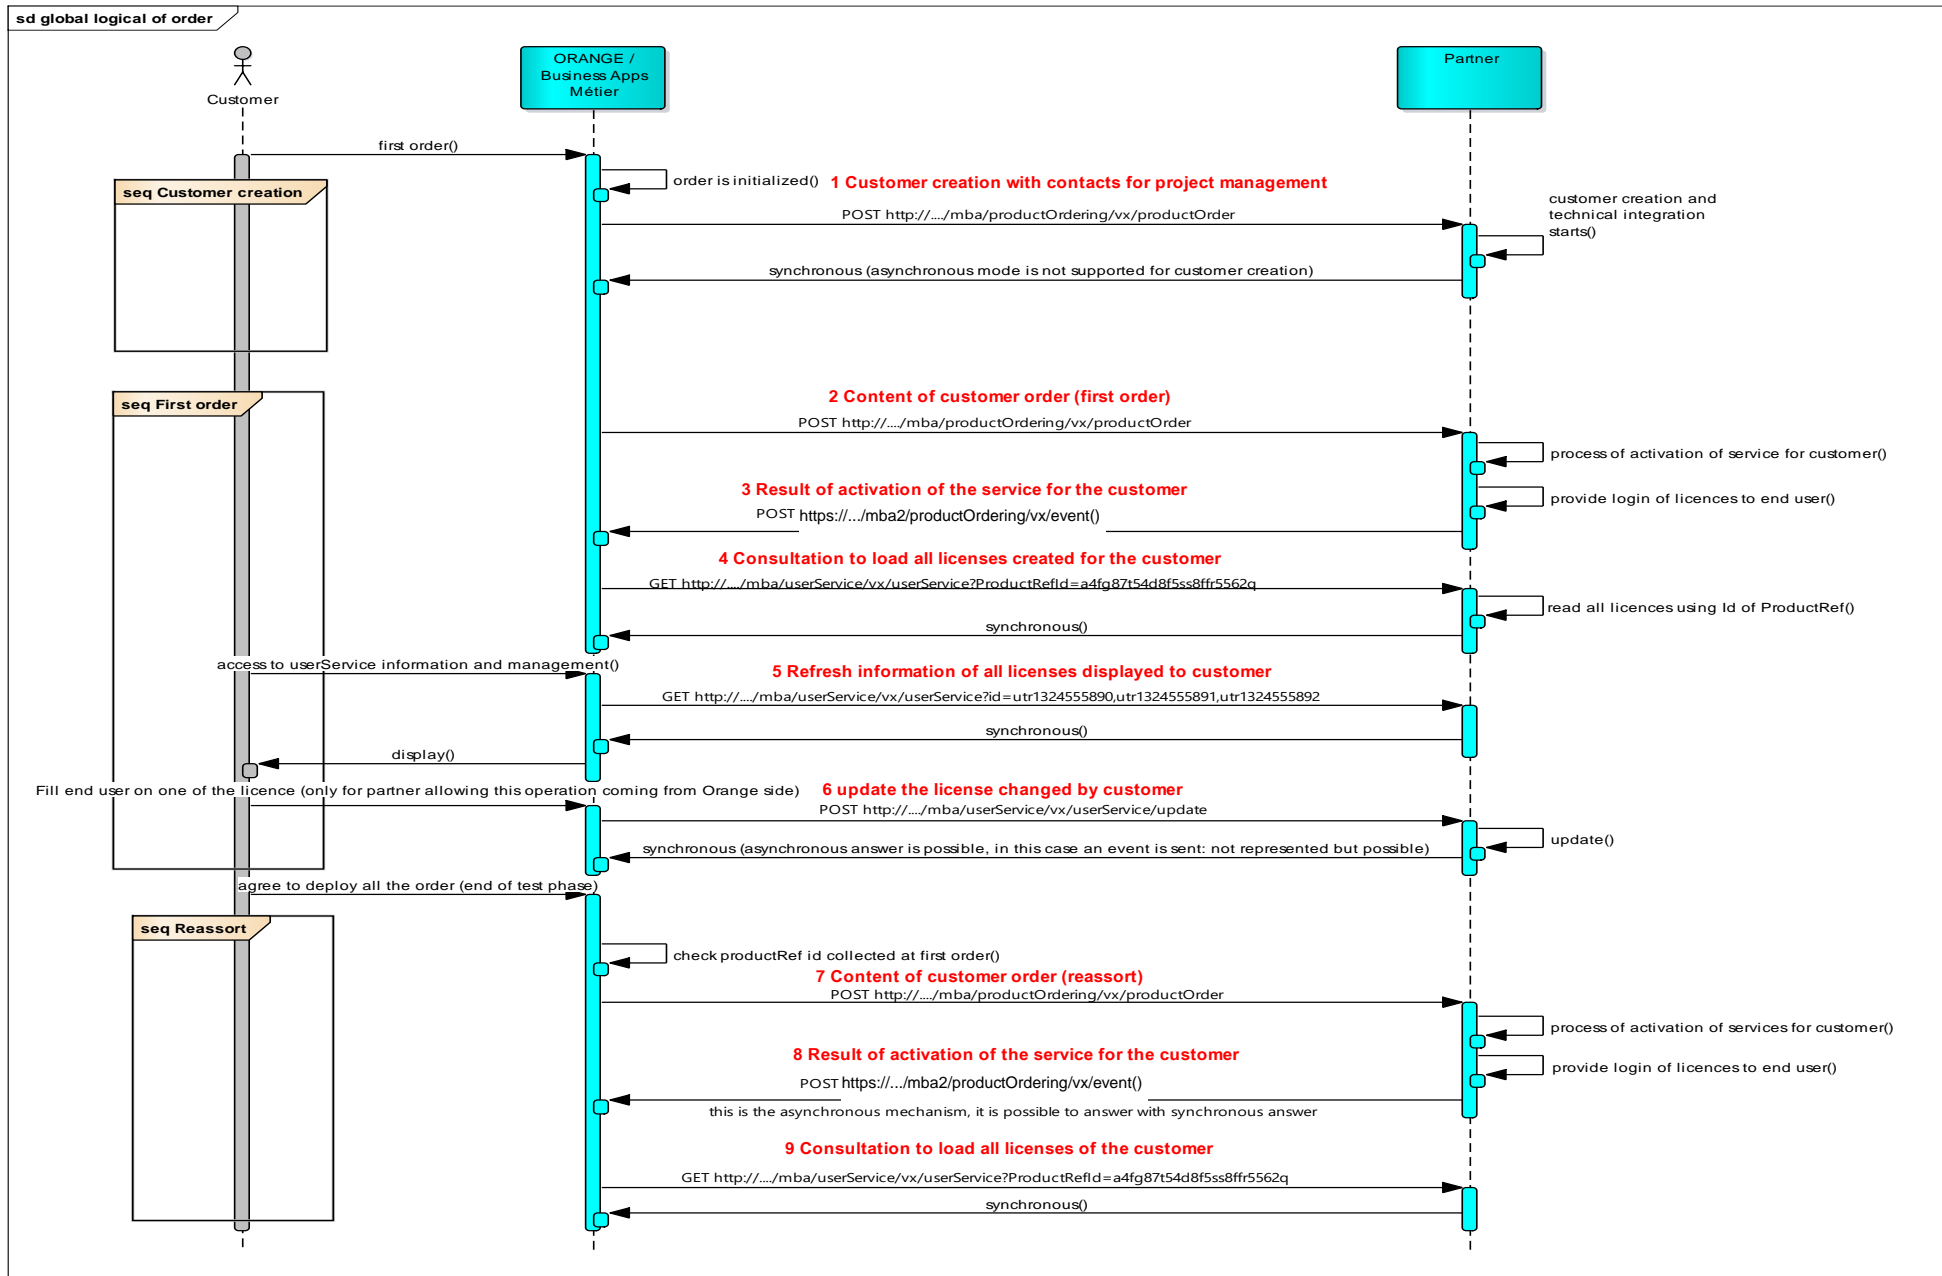 sd global logical of order
Customer
ORANGE /
Business Apps
Métier
Partner
first order()
seq Customer creation
order is initialized()
1 Customer creation with contacts for project management
POST http://..../mba/productOrdering/vx/productOrder
customer creation and
technical integration
starts()
synchronous (asynchronous mode is not supported for customer creation)
seq First order
2 Content of customer order (first order)
POST http://..../mba/productOrdering/vx/productOrder
process of activation of service for customer()
3 Result of activation of the service for the customer
provide login of licences to end user()
POST https://.../mba2/productOrdering/vx/event()
4 Consultation to load all licenses created for the customer
GET http://..../mba/userService/vx/userService?ProductRefId=a4fg87t54d8f5ss8ffr5562q
read all licences using Id of ProductRef()
synchronous()
access to userService information and management()
5 Refresh information of all licenses displayed to customer
GET http://..../mba/userService/vx/userService?id=utr1324555890,utr1324555891,utr1324555892
synchronous()
display()
Fill end user on one of the licence (only for partner allowing this operation coming from Orange side)
6 update the license changed by customer
POST http://..../mba/userService/vx/userService/update
update()
synchronous (asynchronous answer is possible, in this case an event is sent: not represented but possible)
agree to deploy all the order (end of test phase)
seq Reassort
check productRef id collected at first order()
7 Content of customer order (reassort)
POST http://..../mba/productOrdering/vx/productOrder
process of activation of services for customer()
8 Result of activation of the service for the customer
provide login of licences to end user()
POST https://.../mba2/productOrdering/vx/event()
this is the asynchronous mechanism, it is possible to answer with synchronous answer
9 Consultation to load all licenses of the customer
GET http://..../mba/userService/vx/userService?ProductRefId=a4fg87t54d8f5ss8ffr5562q
synchronous()